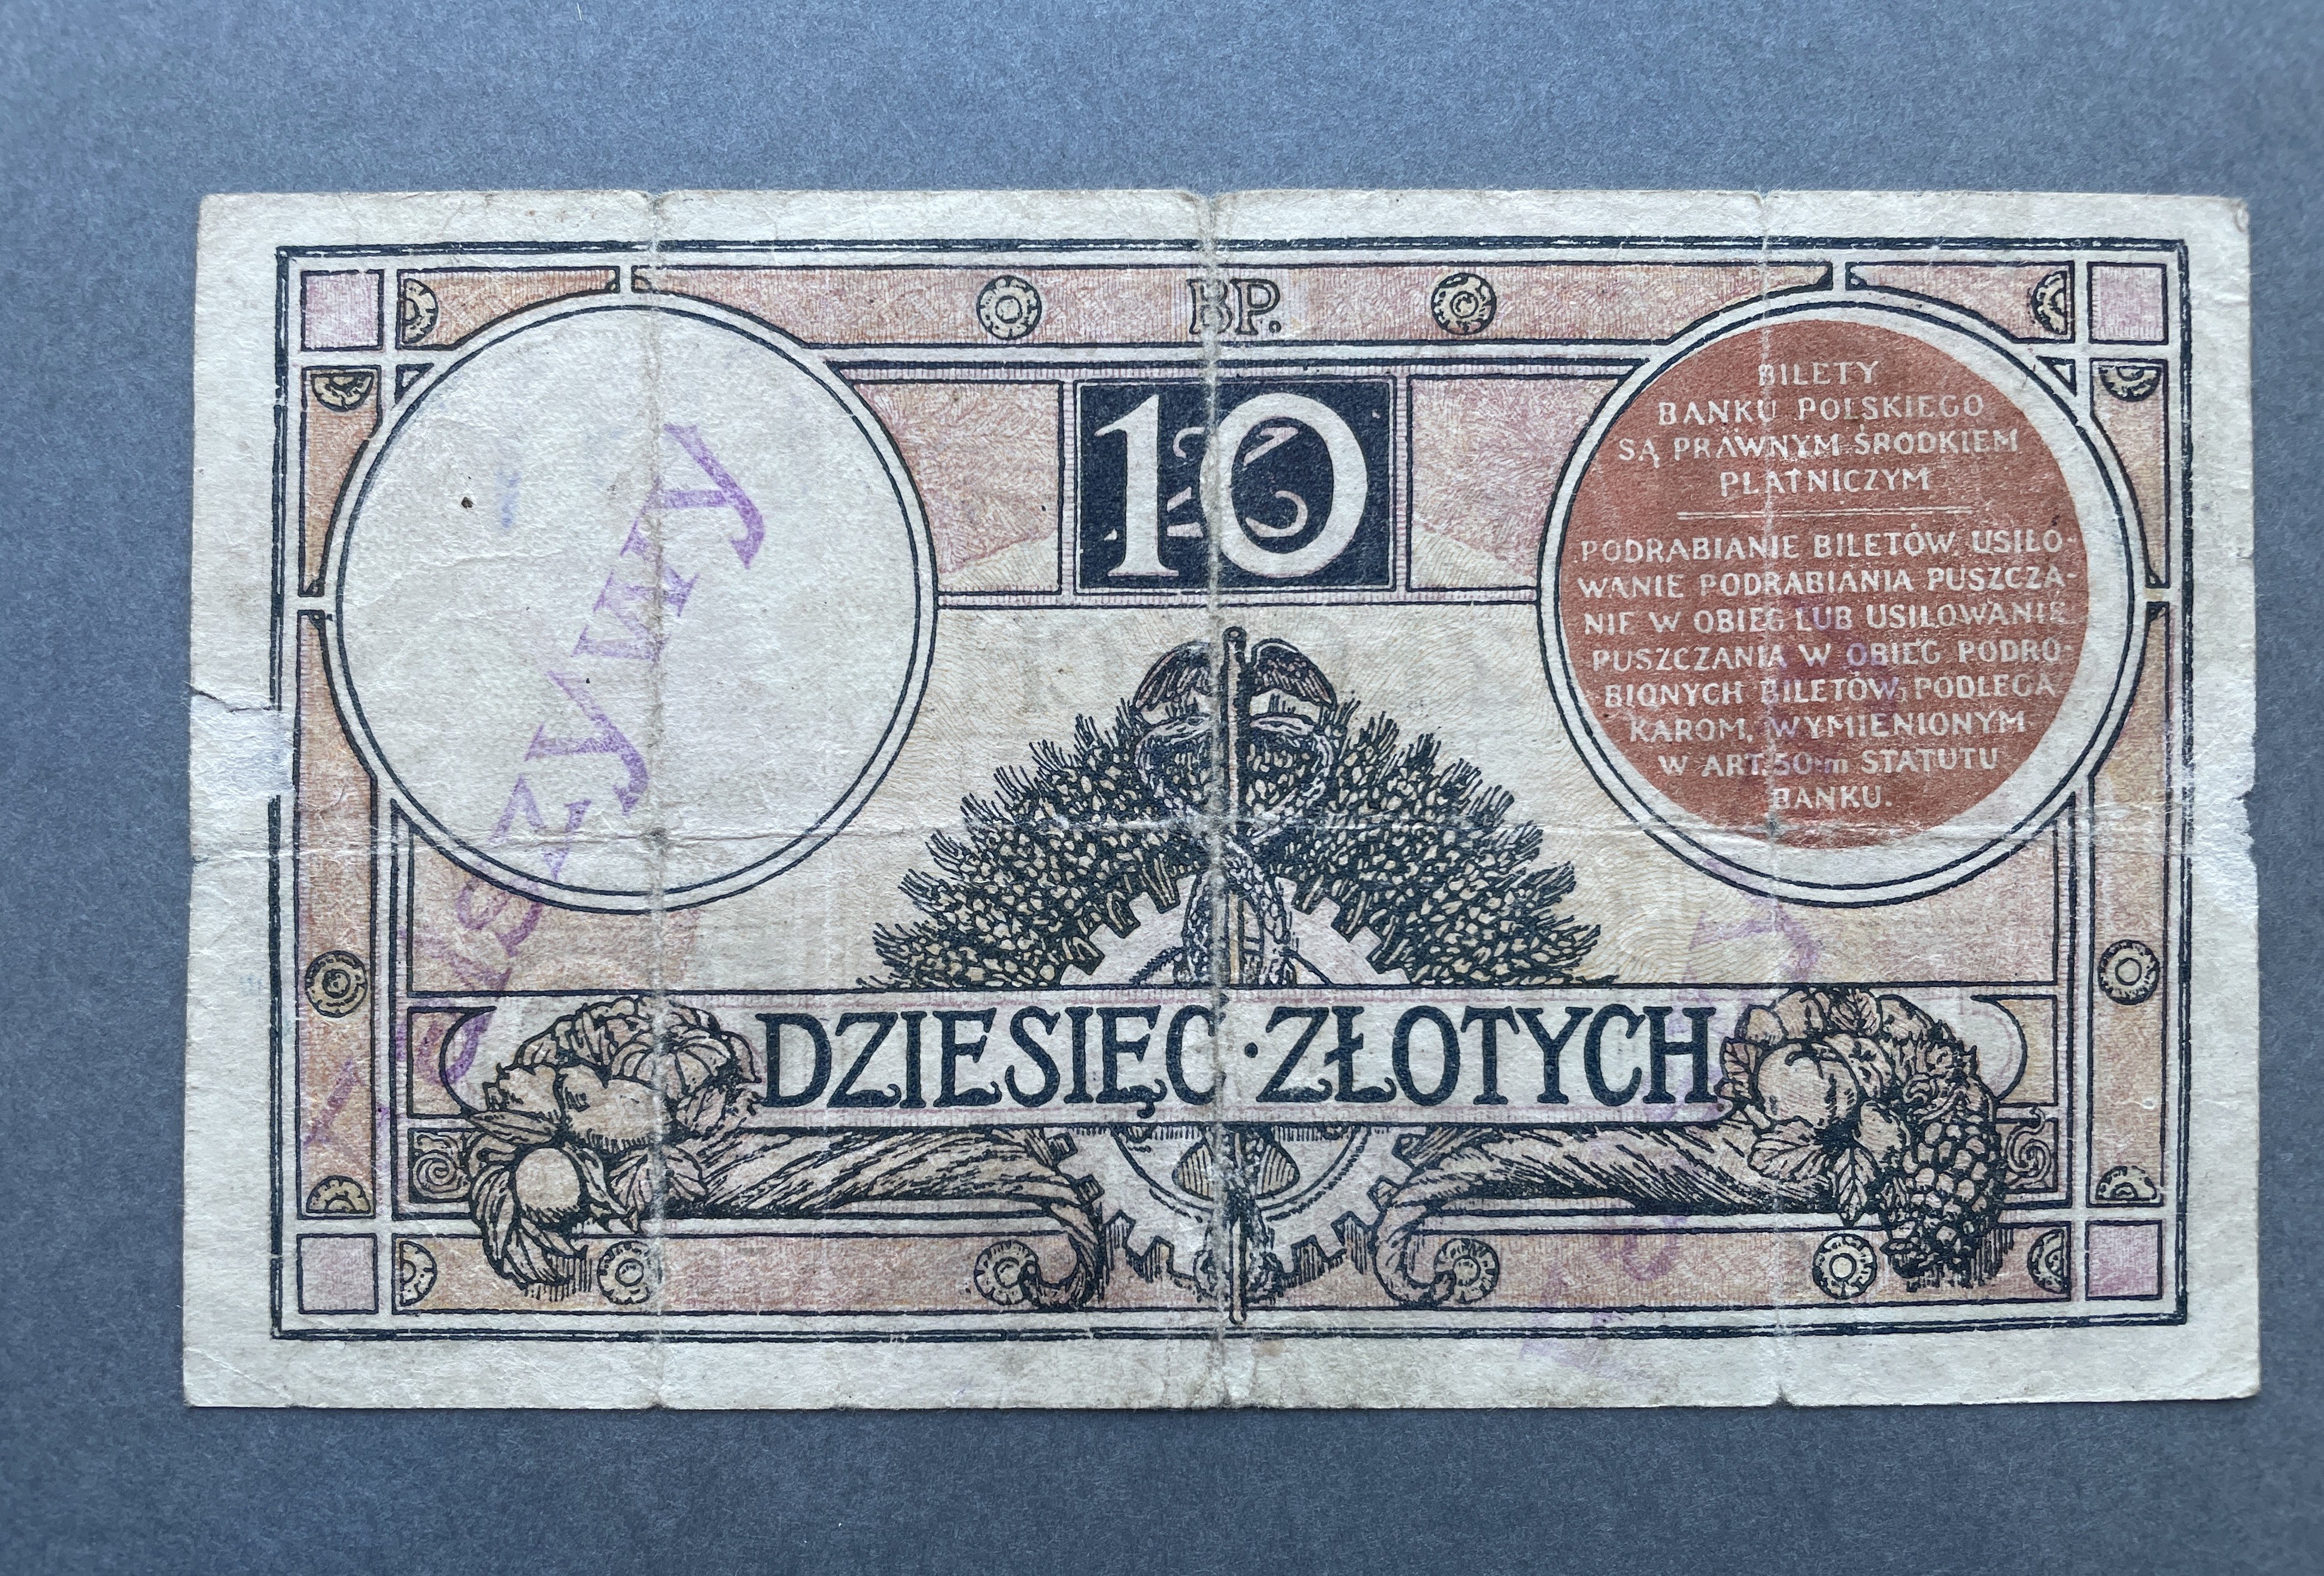 BP.
10
BILETY
BANKU POLSKIEGO
SĄ PRAWNYM ŚRODKIEM
PŁATNICZYM
PODRABIANIE BILETÓW, USIŁO-
WANIE PODRABIANIA PUSZCZA-
NIE W OBIEG LUB USIŁOWANIE
PUSZCZANIA W OBIEG PODRO-
BIONYCH BILETÓW, PODLEGA
KAROM, WYMIENIONYM
W ART. 50-m STATUTU
BANKU.
Fałszywy
DZIESIĘĆ·ZŁOTYCH